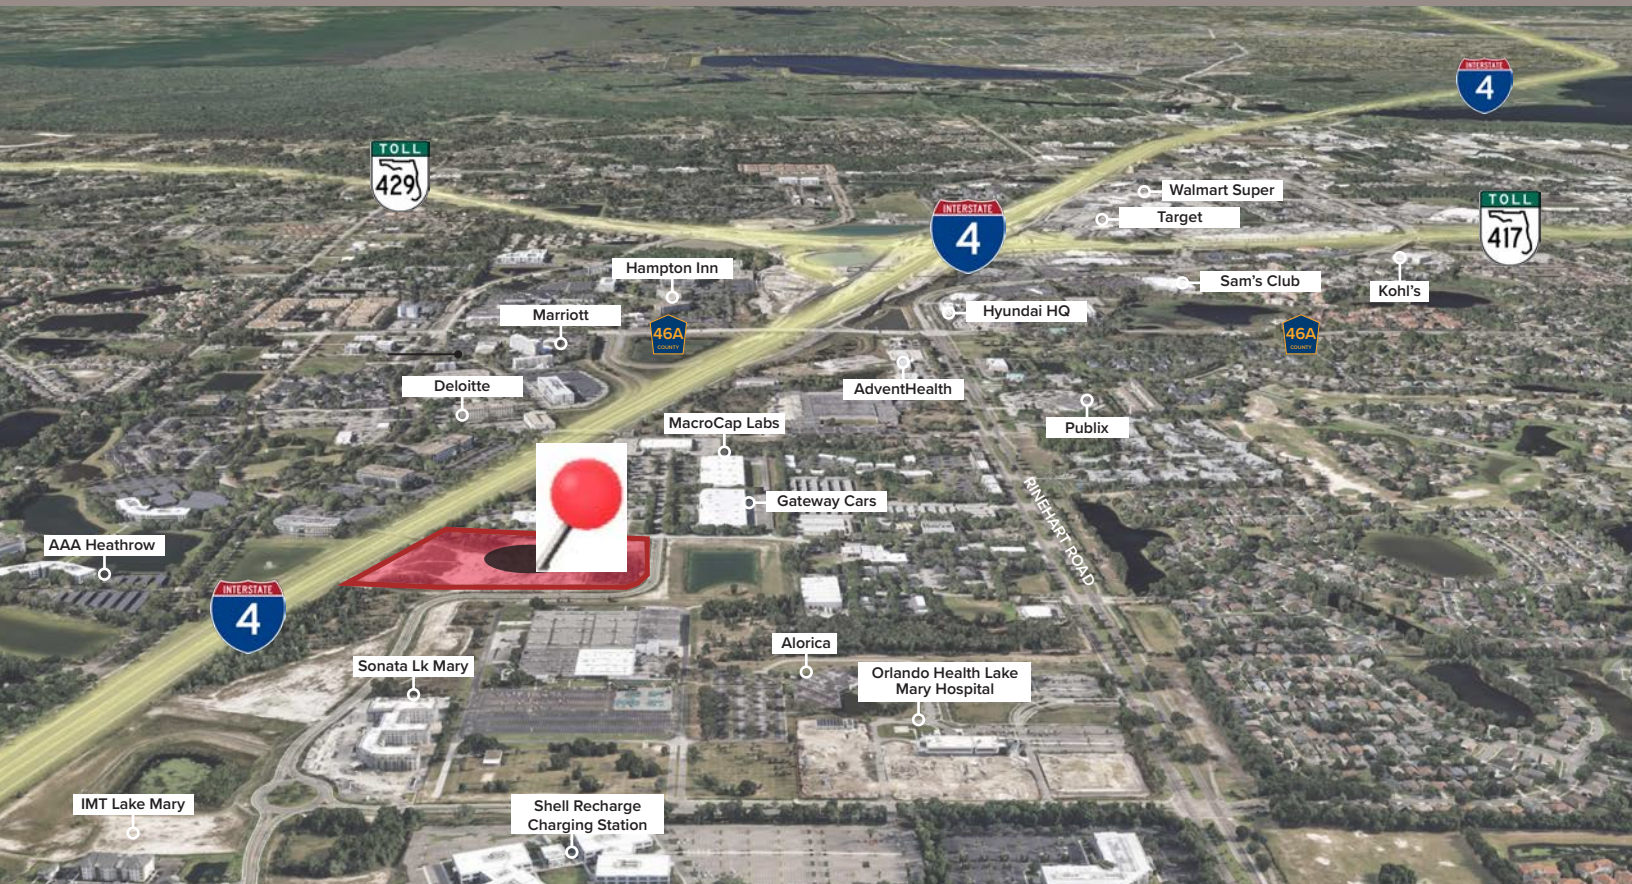 INTERSTATE
4
TOLL
429
Walmart Super
TOLL
417
INTERSTATE
4
Target
Hampton Inn
Sam's Club
Kohl's
Marriott
Hyundai HQ
46A
COUNTY
46A
COUNTY
Deloitte
AdventHealth
MacroCap Labs
Publix
Gateway Cars
RINEHART ROAD
AAA Heathrow
INTERSTATE
4
Alorica
Sonata Lk Mary
Orlando Health Lake
Mary Hospital
IMT Lake Mary
Shell Recharge
Charging Station